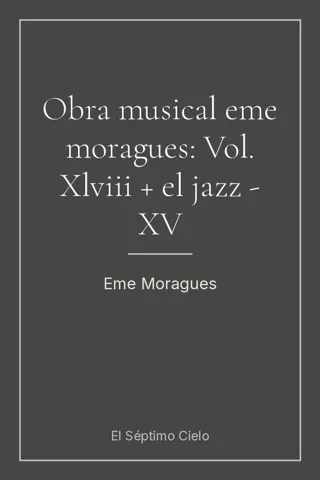 Obra musical eme
moragues: Vol.
Xlviii + el jazz -
XV
Eme Moragues
El Séptimo Cielo